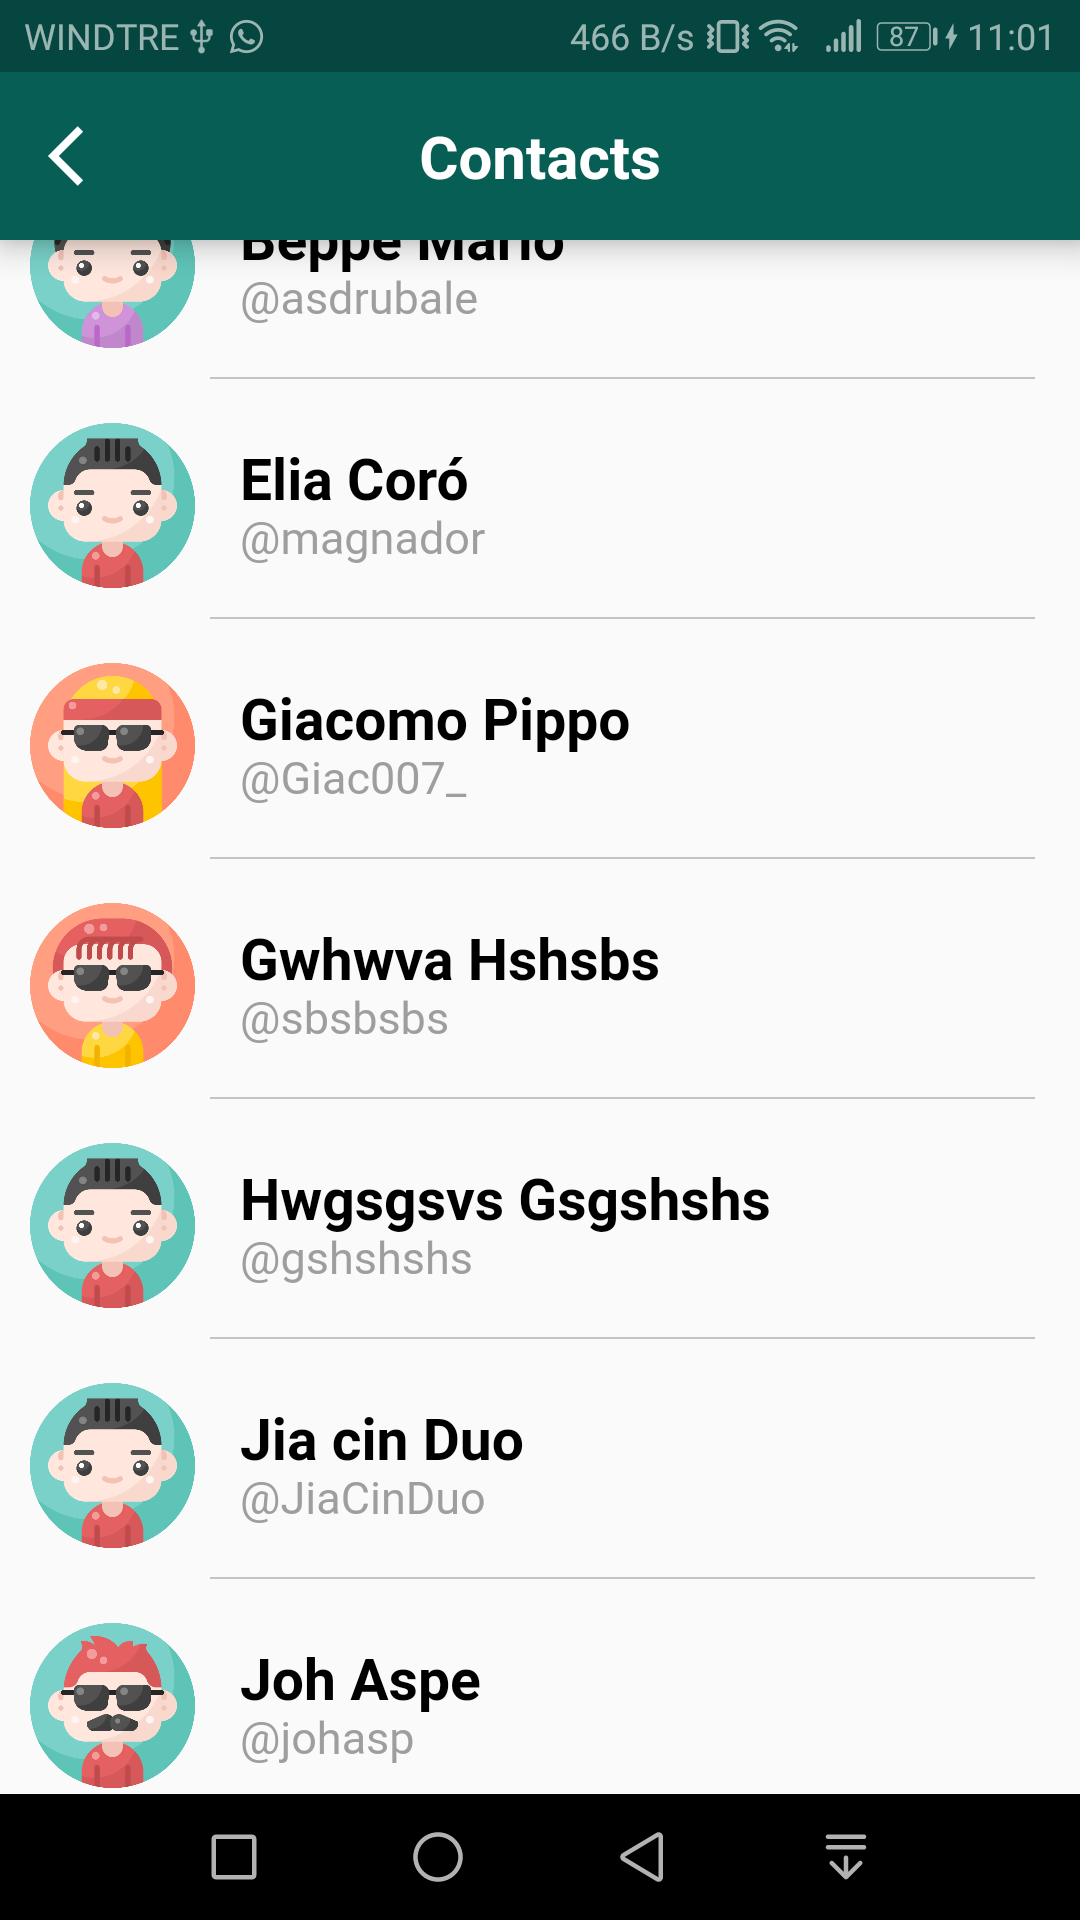 WINDTRE 466 B/s 87 11:01
Contacts
Beppe Mario
@asdrubale
Elia Coró
@magnador
Giacomo Pippo
@Giac007_
Gwhwva Hshsbs
@sbsbsbs
Hwgsgsvs Gsgshshs
@gshshshs
Jia cin Duo
@JiaCinDuo
Joh Aspe
@johasp